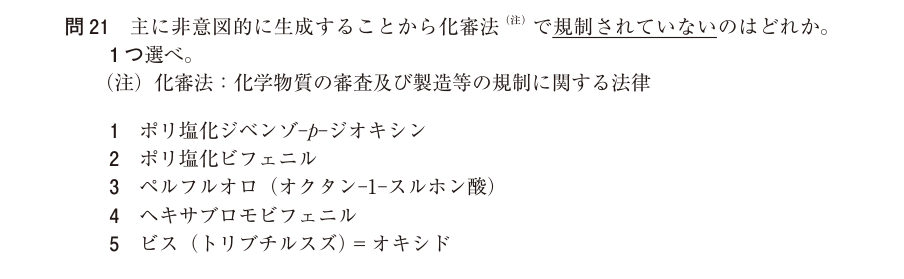 問 21　主に非意図的に生成することから化審法（注）で規制されていないのはどれか。
1つ選べ。
（注）化審法：化学物質の審査及び製造等の規制に関する法律
1　ポリ塩化ジベンゾ-p-ジオキシン
2　ポリ塩化ビフェニル
3　ペルフルオロ（オクタン-1-スルホン酸）
4　ヘキサブロモビフェニル
5　ビス（トリブチルスズ）＝オキシド